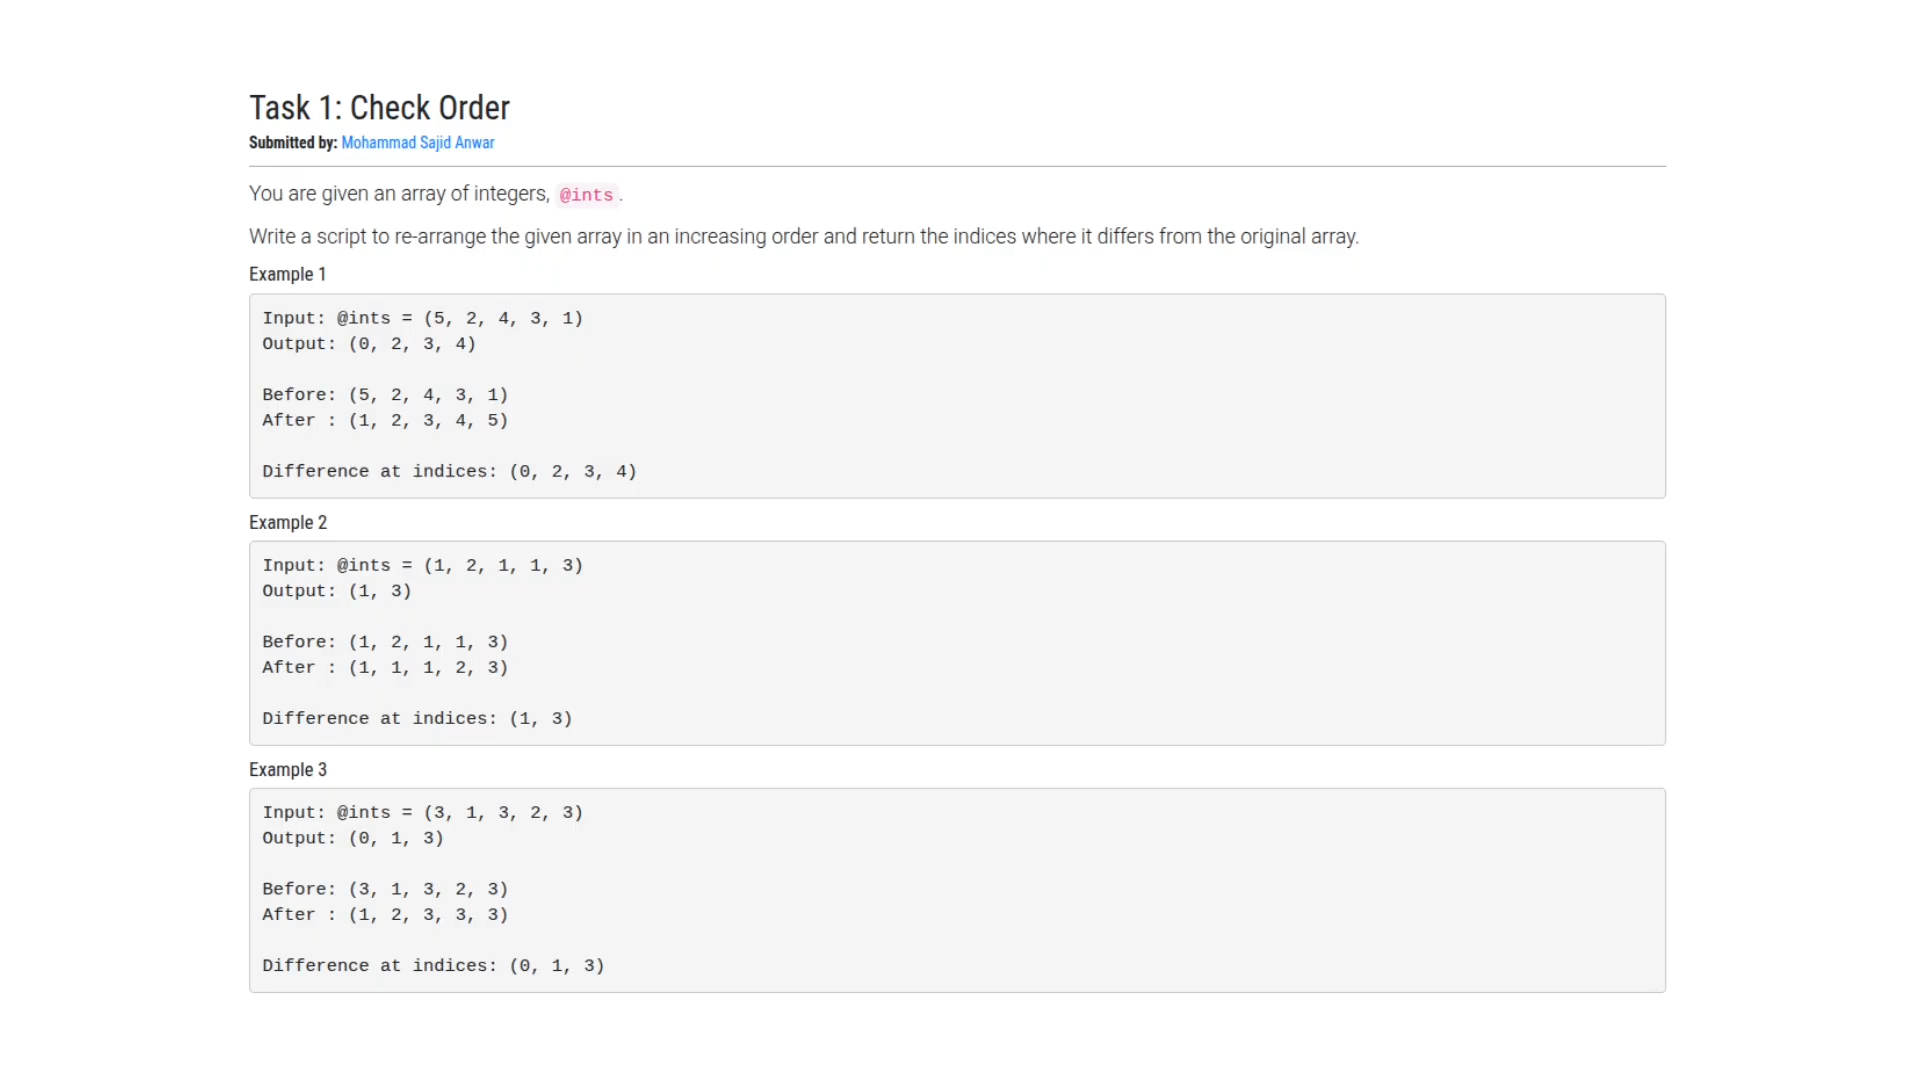 Task 1: Check Order
Submitted by: Mohammad Sajid Anwar
You are given an array of integers, @ints.
Write a script to re-arrange the given array in an increasing order and return the indices where it differs from the original array.
Example 1
Input: @ints = (5, 2, 4, 3, 1)
Output: (0, 2, 3, 4)
Before: (5, 2, 4, 3, 1)
After : (1, 2, 3, 4, 5)
Difference at indices: (0, 2, 3, 4)
Example 2
Input: @ints = (1, 2, 1, 1, 3)
Output: (1, 3)
Before: (1, 2, 1, 1, 3)
After : (1, 1, 1, 2, 3)
Difference at indices: (1, 3)
Example 3
Input: @ints = (3, 1, 3, 2, 3)
Output: (0, 1, 3)
Before: (3, 1, 3, 2, 3)
After : (1, 2, 3, 3, 3)
Difference at indices: (0, 1, 3)